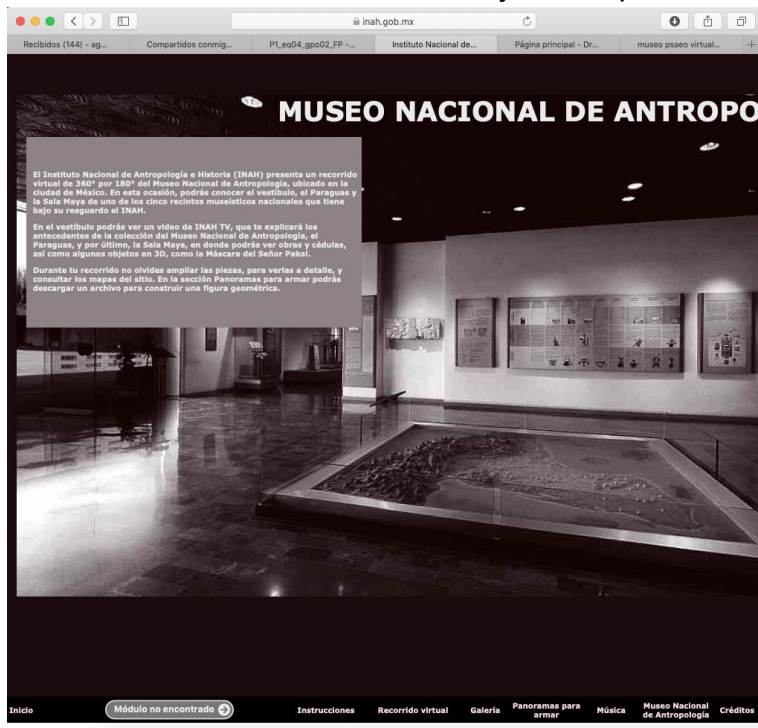 inah.gob.mx
Recibidos (144) - ag...
Compartidos conmig...
P1_eq04_gpo02_FP -...
Instituto Nacional de...
Página principal - Dr...
museo psaeo virtual...
MUSEO NACIONAL DE ANTROPO
El Instituto Nacional de Antropología e Historia (INAH) presenta un recorrido
virtual de 360° por 180° del Museo Nacional de Antropología, ubicado en la
ciudad de México. En esta ocasión, podrás conocer el vestíbulo, el Paraguas y
la Sala Maya de uno de los cinco recintos museísticos nacionales que tiene
bajo su resguardo el INAH.
En el vestíbulo podrás ver un video de INAH TV, que te explicará los
antecedentes de la colección del Museo Nacional de Antropología, el
Paraguas, y por último, la Sala Maya, en donde podrás ver obras y cédulas,
así como algunos objetos en 3D, como la Máscara del Señor Pakal.
Durante tu recorrido no olvides ampliar las piezas, para verlas a detalle, y
consultar los mapas del sitio. En la sección Panoramas para armar podrás
descargar un archivo para construir una figura geométrica.
Inicio
Módulo no encontrado
Instrucciones
Recorrido virtual
Galería
Panoramas para
armar
Música
Museo Nacional
de Antropología
Créditos